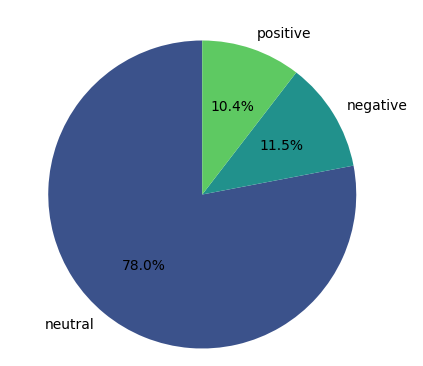 positive
10.4%
negative
11.5%
78.0%
neutral